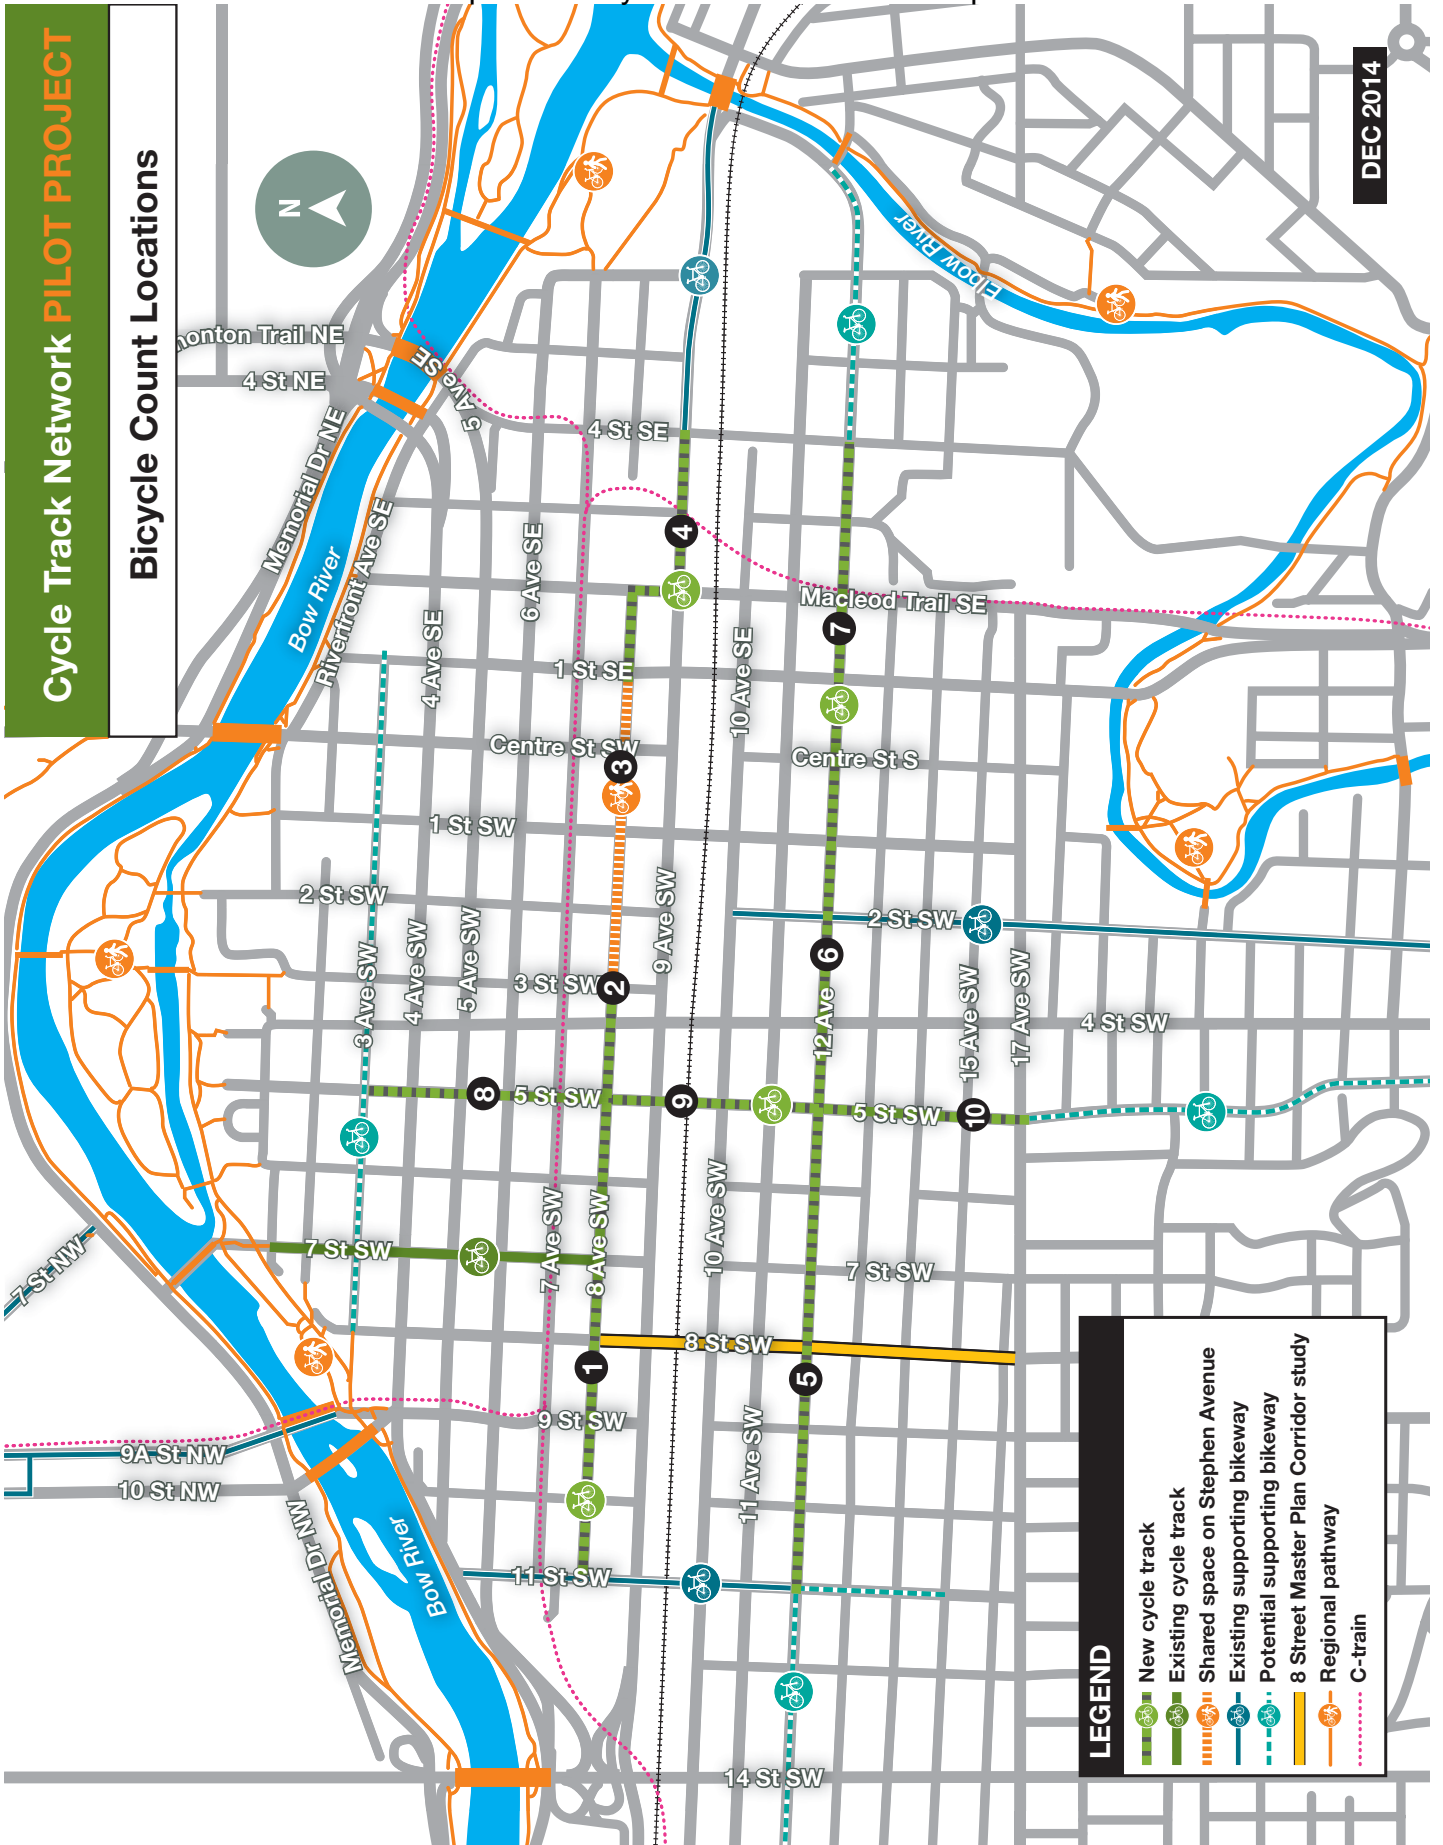 Cycle Track Network PILOT PROJECT
Bicycle Count Locations
N
DEC 2014
monton Trail NE
4 St NE
Memorial Dr NE
Bow River
Riverfront Ave SE
5 Ave SE
4 St SE
6 Ave SE
4 Ave SE
1 St SE
10 Ave SE
Macleod Trail SE
Elbow River
Centre St SW
Centre St S
1 St SW
2 St SW
2 St SW
9 Ave SW
3 Ave SW
4 Ave SW
5 Ave SW
3 St SW
12 Ave
15 Ave SW
17 Ave SW
4 St SW
5 St SW
5 St SW
7 St NW
7 St SW
7 Ave SW
8 Ave SW
10 Ave SW
7 St SW
8 St SW
9 St SW
11 Ave SW
9A St NW
10 St NW
Memorial Dr NW
Bow River
11 St SW
14 St SW
1
2
3
4
5
6
7
8
9
10
LEGEND
New cycle track
Existing cycle track
Shared space on Stephen Avenue
Existing supporting bikeway
Potential supporting bikeway
8 Street Master Plan Corridor study
Regional pathway
C-train